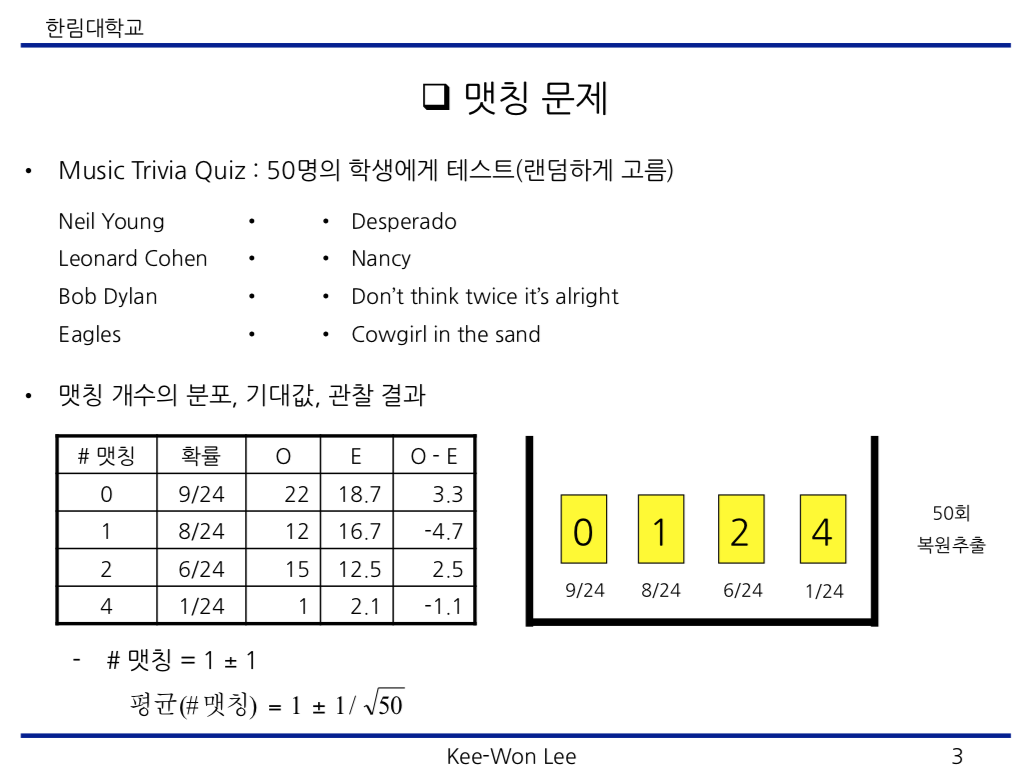 한림대학교
❑ 맷칭 문제
• Music Trivia Quiz : 50명의 학생에게 테스트(랜덤하게 고름)
Neil Young • • Desperado
Leonard Cohen • • Nancy
Bob Dylan • • Don’t think twice it’s alright
Eagles • • Cowgirl in the sand
• 맷칭 개수의 분포, 기대값, 관찰 결과
# 맷칭 확률 O E O - E
0 9/24 22 18.7 3.3
1 8/24 12 16.7 -4.7
2 6/24 15 12.5 2.5
4 1/24 1 2.1 -1.1
0 1 2 4
9/24 8/24 6/24 1/24
50회
복원추출
- # 맷칭 = 1 ± 1
평균(# 맷칭) = 1 ± 1/ √50
Kee-Won Lee 3